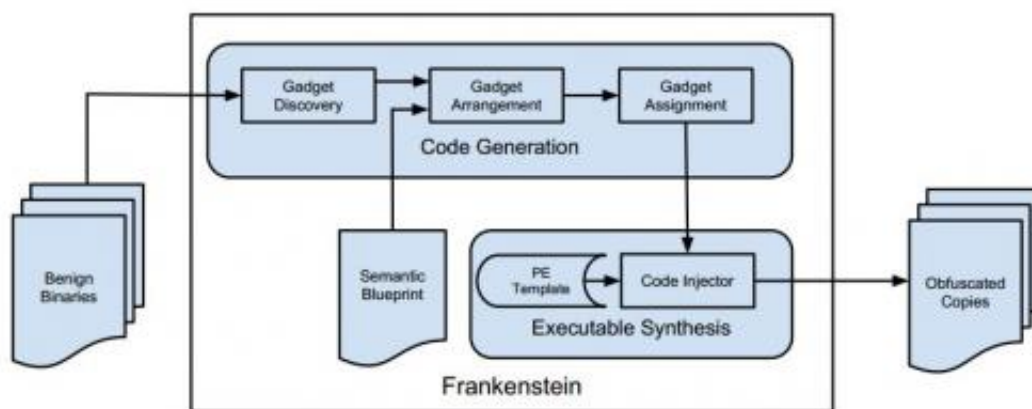 Gadget
Discovery
Gadget
Arrangement
Gadget
Assignment
Code Generation
Benign
Binaries
Semantic
Blueprint
PE
Template
Code Injector
Executable Synthesis
Obfuscated
Copies
Frankenstein